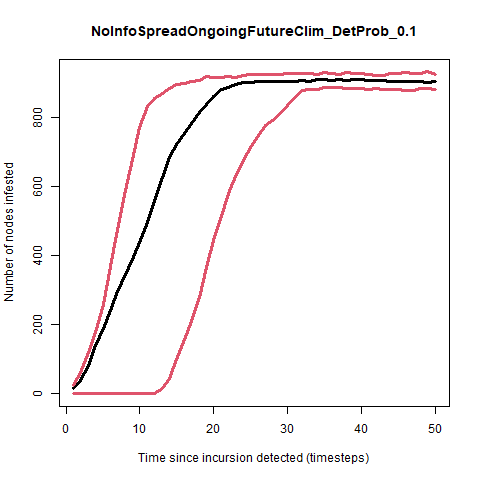 NoInfoSpreadOngoingFutureClim_DetProb_0.1
Number of nodes infested
800
600
400
200
0
0 10 20 30 40 50
Time since incursion detected (timesteps)